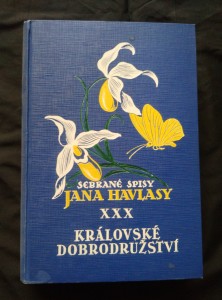 SEBRANÉ SPISY
JANA HAVLASY
XXX
KRÁLOVSKÉ
DOBRODRUŽSTVÍ